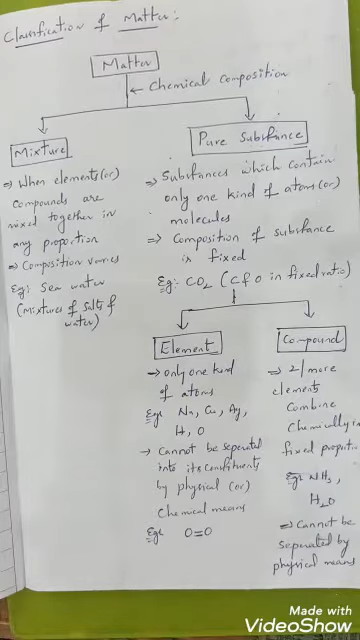 Classification of Matter:
Matter
← Chemical composition
Mixture
⇒ When elements (or)
compounds are
mixed together in
any proportion
⇒ Composition varies
Eg: Sea water
(Mixtures of salts &
water)
Pure Substance
⇒ Substances which contain
only one kind of atoms (or)
molecules
⇒ Composition of substance
is fixed
Eg:- CO₂ (C & O in fixed ratio)
Element
→ Only one kind
of atoms
Eg:- Na, Cu, Ag,
H, O
→ Cannot be seperated
into its constituents
by physical (or)
Chemical means
Eg:- O=O
Compound
⇒ 2/more
elements
Combine
Chemically in
fixed proportion
Eg:- NH₃,
H₂O
⇒ Cannot be
seperated by
physical means
Made with
VideoShow